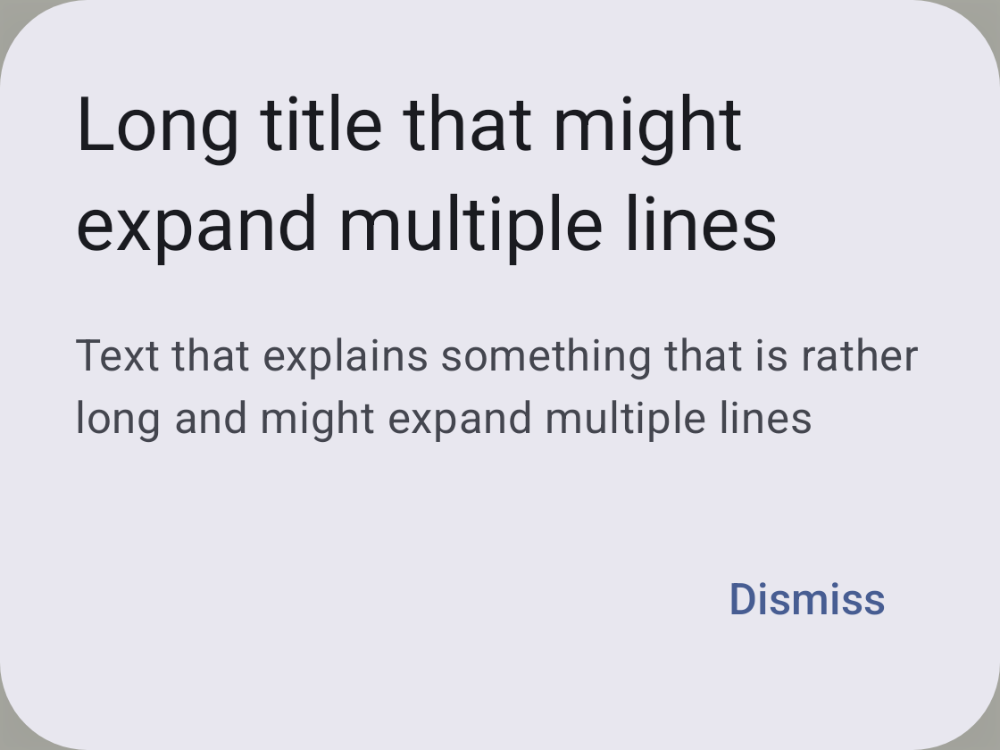 Long title that might
expand multiple lines
Text that explains something that is rather
long and might expand multiple lines
Dismiss